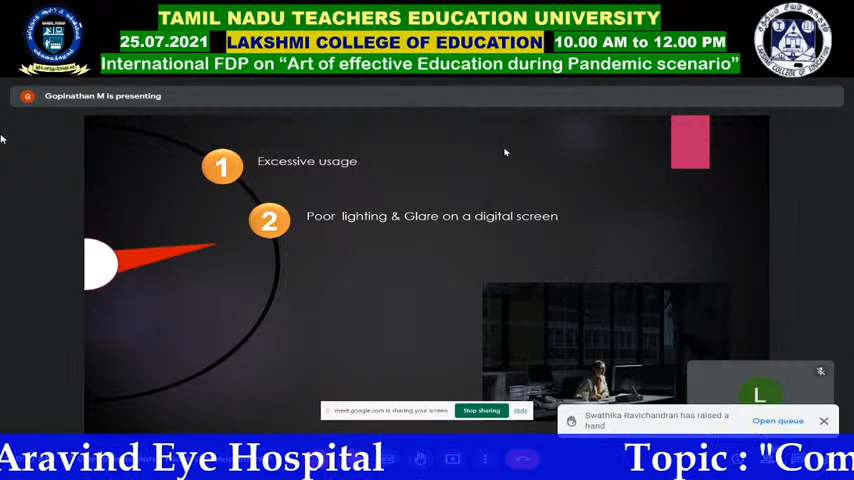 TAMIL NADU TEACHERS EDUCATION UNIVERSITY
25.07.2021 LAKSHMI COLLEGE OF EDUCATION 10.00 AM to 12.00 PM
International FDP on “Art of effective Education during Pandemic scenario”
G Gopinathan M is presenting
1 Excessive usage
2 Poor lighting & Glare on a digital screen
L
meet.google.com is sharing your screen. Stop sharing Hide
Swathika Ravichandran has raised a
hand
Open queue
Aravind Eye Hospital Topic : "Com